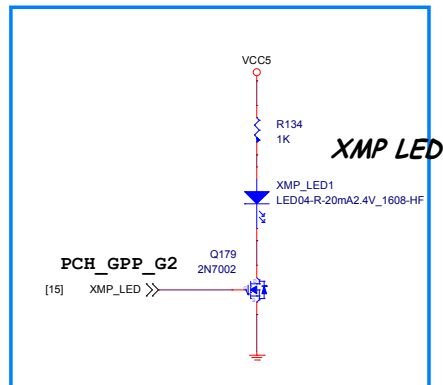 VCC5
R134
1K
XMP LED
XMP_LED1
LED04-R-20mA2.4V_1608-HF
Q179
2N7002
PCH_GPP_G2
[15] XMP_LED